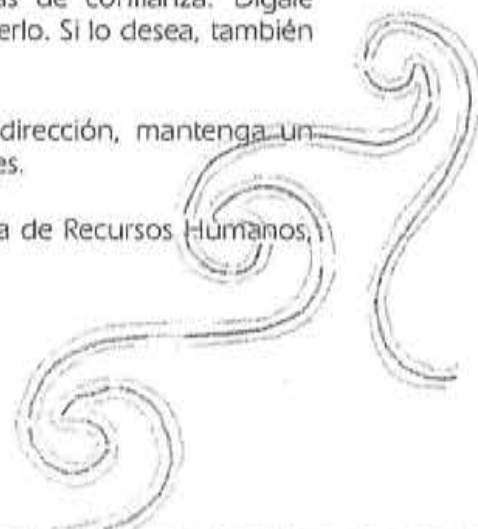 as de confianza. Dígale
erlo. Si lo desea, también
dirección, mantenga un
es.
a de Recursos Humanos,